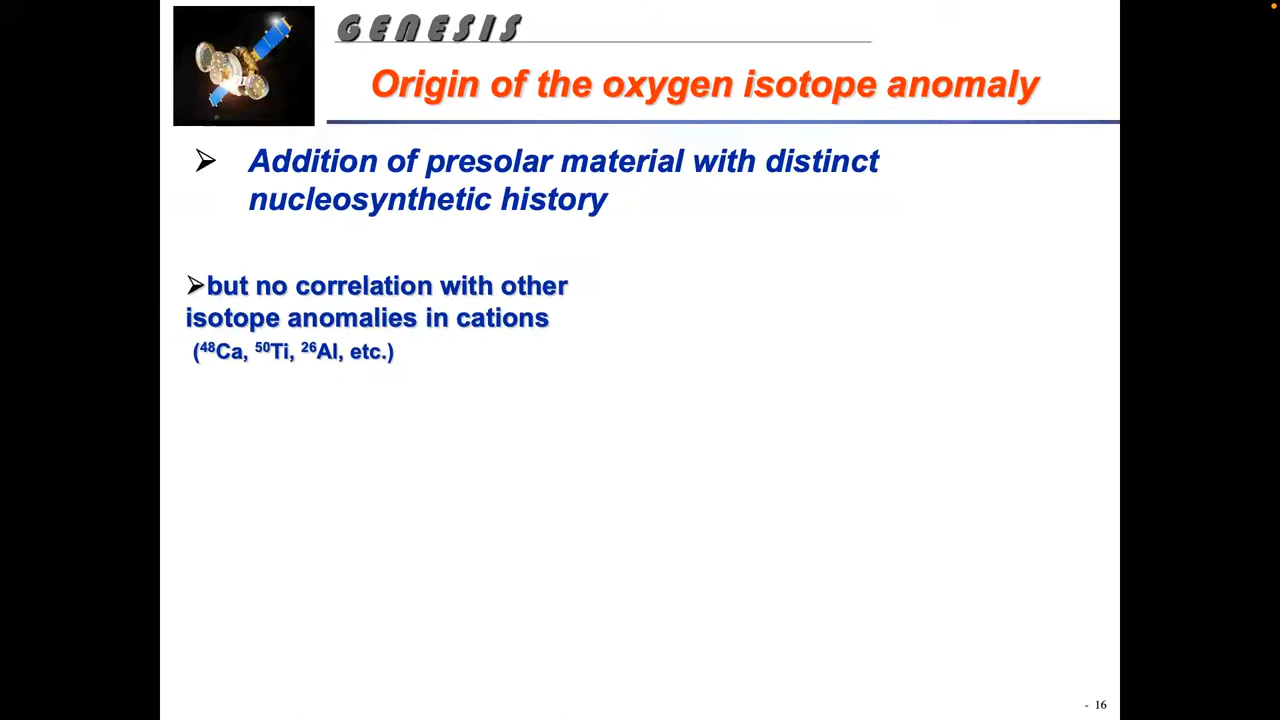 GENESIS
Origin of the oxygen isotope anomaly
➢ Addition of presolar material with distinct
nucleosynthetic history
➢but no correlation with other
isotope anomalies in cations
(⁴⁸Ca, ⁵⁰Ti, ²⁶Al, etc.)
- 16